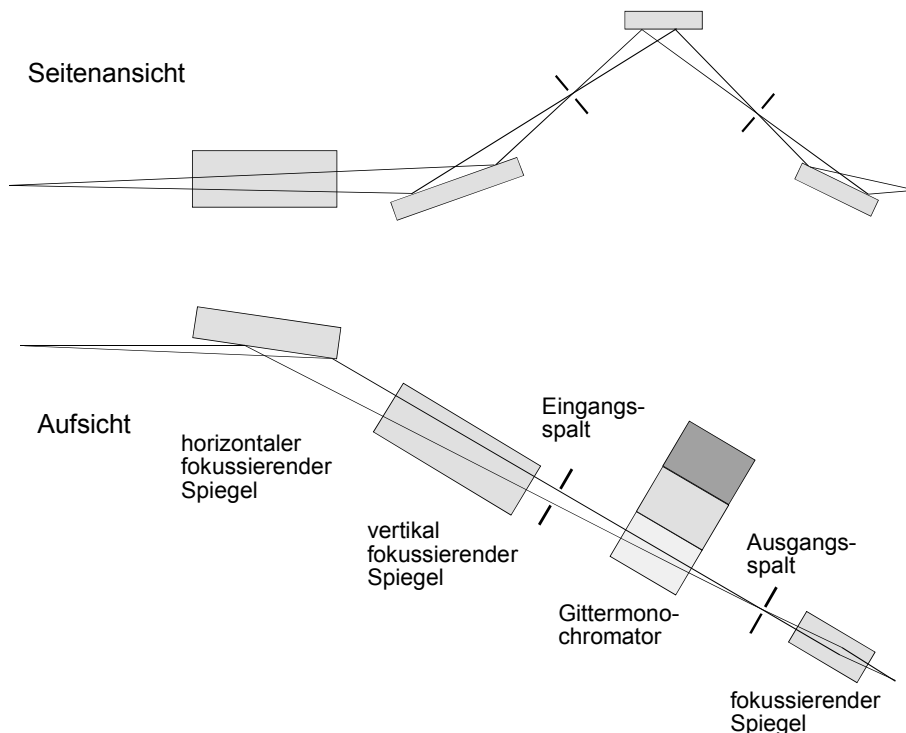 Seitenansicht
Aufsicht
horizontaler
fokussierender
Spiegel
vertikal
fokussierender
Spiegel
Eingangs-
spalt
Gittermono-
chromator
Ausgangs-
spalt
fokussierender
Spiegel